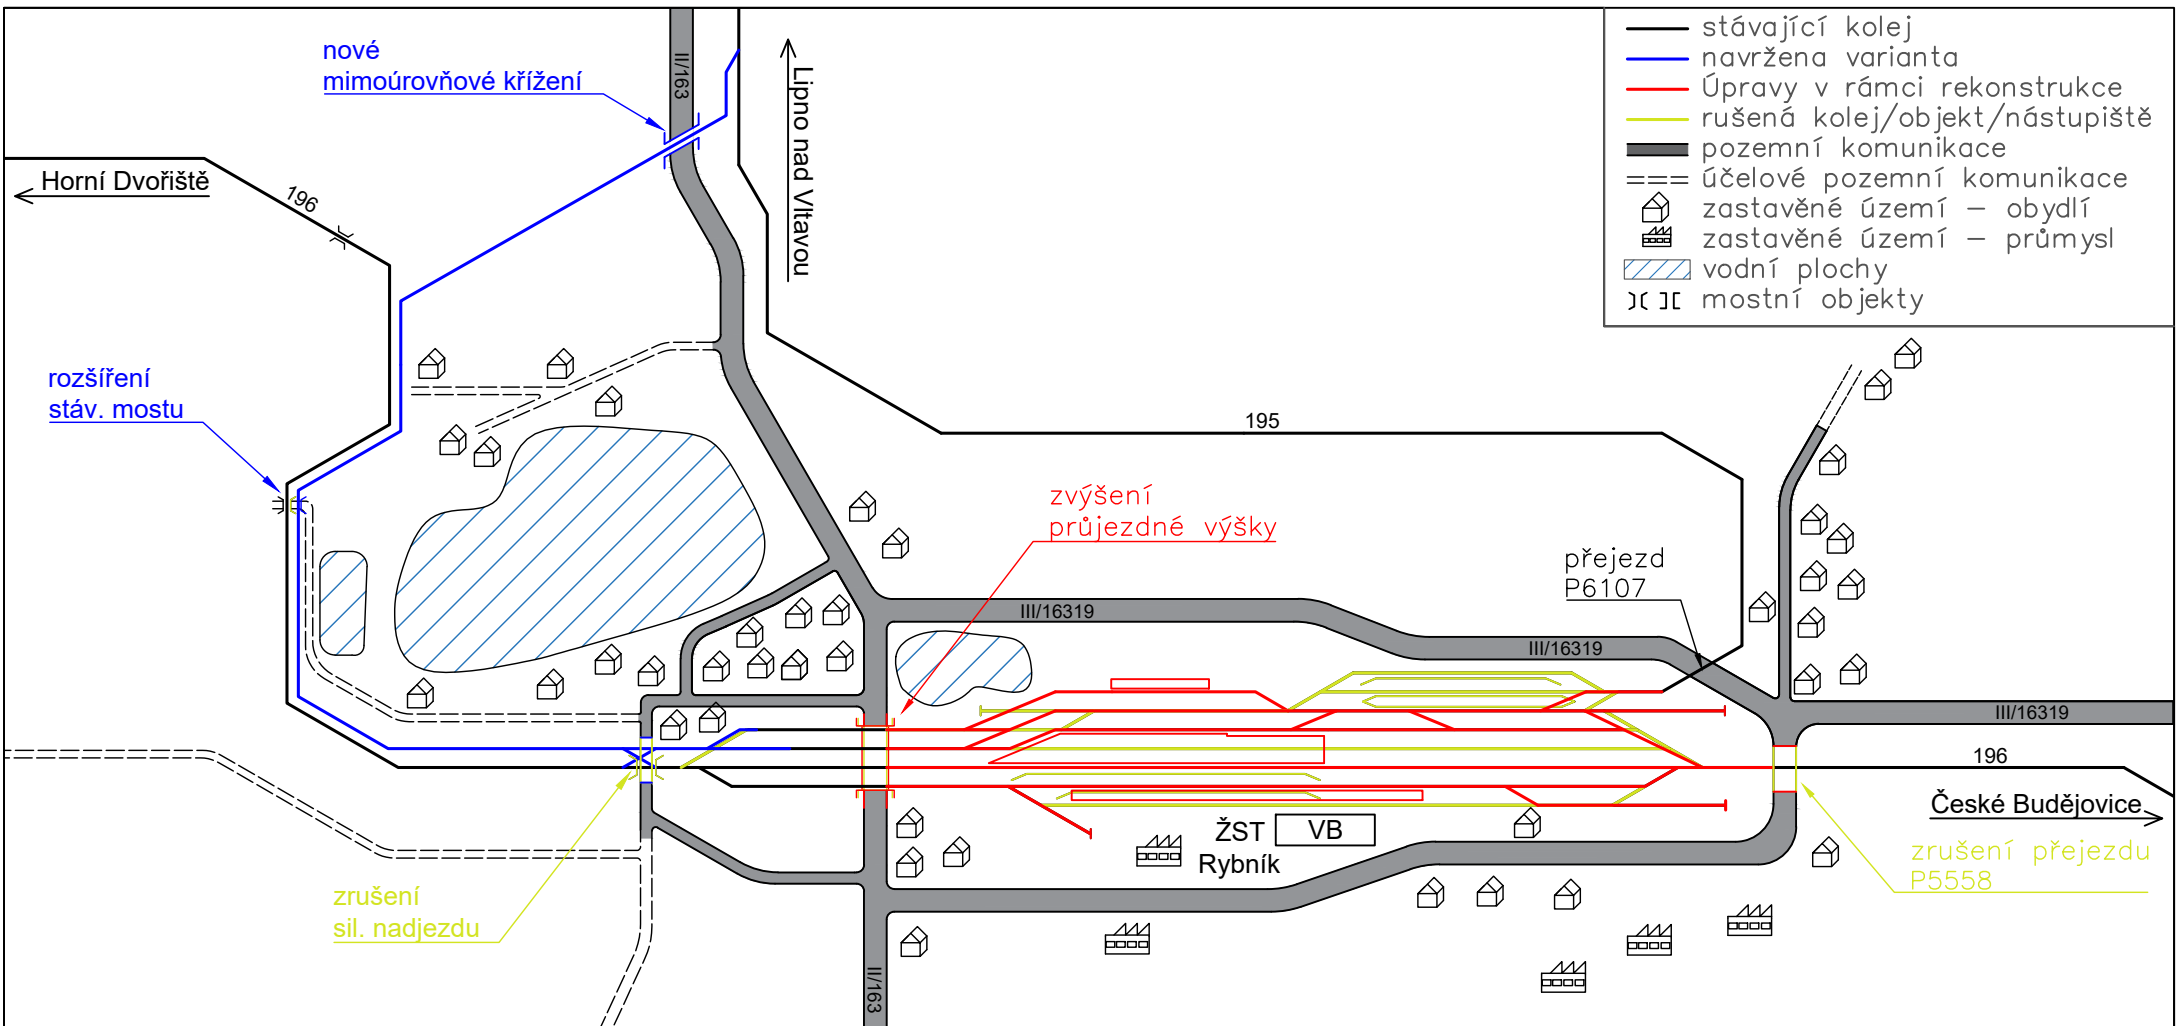 nové
mimoúrovňové křížení
II/163
Lipno nad Vltavou
stávající kolej
navržena varianta
Úpravy v rámci rekonstrukce
rušená kolej/objekt/nástupiště
pozemní komunikace
účelové pozemní komunikace
zastavěné území – obydlí
zastavěné území – průmysl
vodní plochy
mostní objekty
Horní Dvořiště
196
rozšíření
stáv. mostu
195
zvýšení
průjezdné výšky
přejezd
P6107
III/16319
III/16319
III/16319
196
České Budějovice
ŽST
Rybník
VB
zrušení přejezdu
P5558
zrušení
sil. nadjezdu
II/163